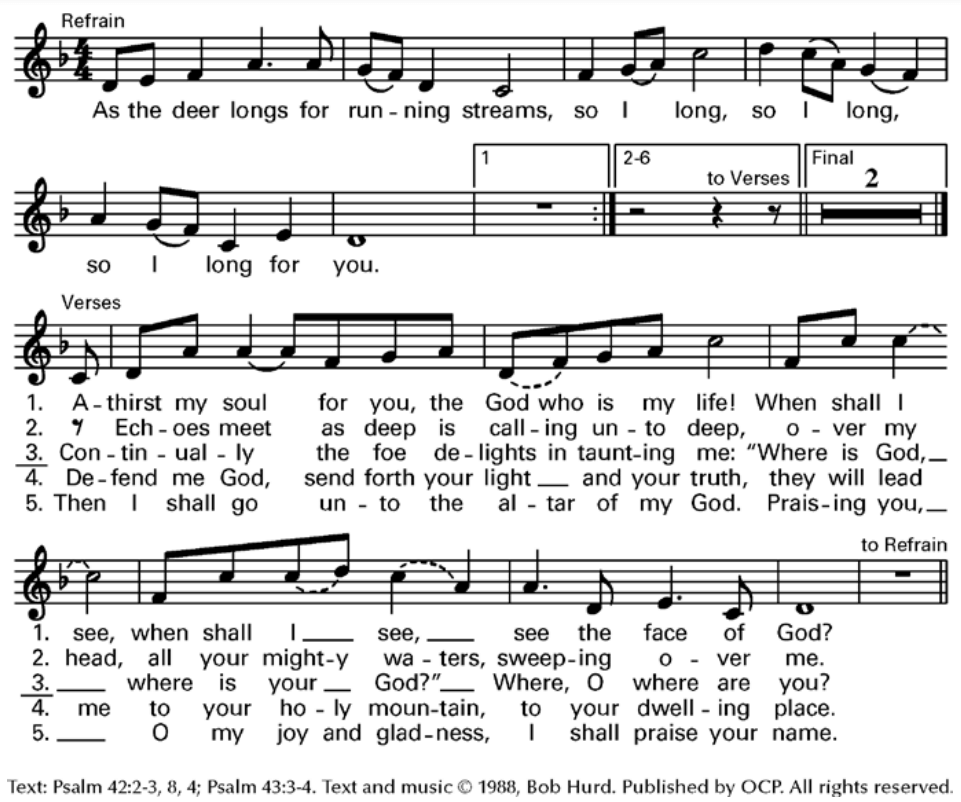 Refrain
4
4
As the deer longs for run - ning streams, so I long, so I long,
1
2-6
to Verses
Final
2
so I long for you.
Verses
1. A - thirst my soul for you, the God who is my life! When shall I
2. Ech - oes meet as deep is call - ing un - to deep, o - ver my
3. Con - tin - ual - ly the foe de - lights in taunt - ing me: “Where is God,
4. De - fend me God, send forth your light and your truth, they will lead
5. Then I shall go un - to the al - tar of my God. Prais - ing you,
to Refrain
1. see, when shall I see, see the face of God?
2. head, all your might - y wa - ters, sweep - ing o - ver me.
3. where is your God?” Where, O where are you?
4. me to your ho - ly moun - tain, to your dwell - ing place.
5. O my joy and glad - ness, I shall praise your name.
Text: Psalm 42:2-3, 8, 4; Psalm 43:3-4. Text and music © 1988, Bob Hurd. Published by OCP. All rights reserved.